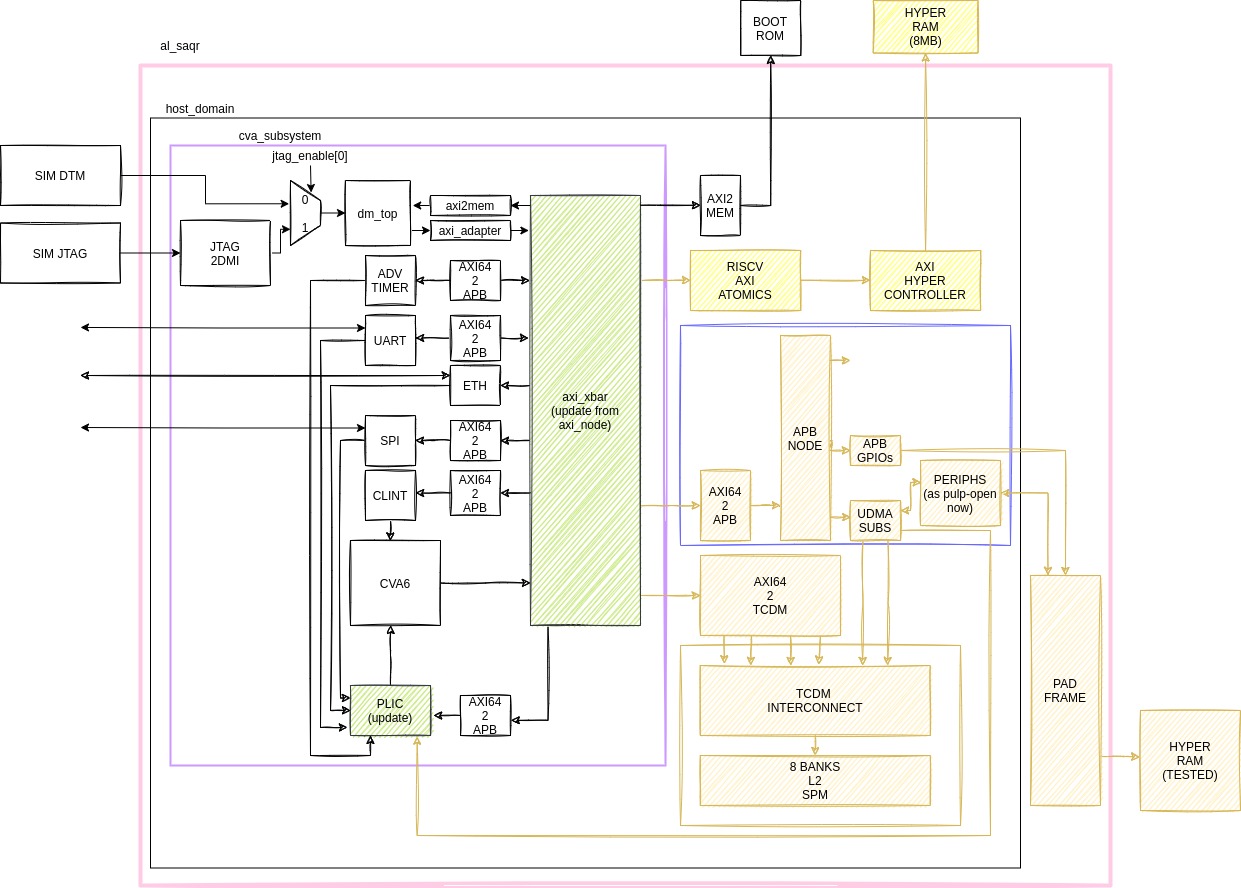 BOOT
ROM
HYPER
RAM
(8MB)
al_saqr
host_domain
cva_subsystem
jtag_enable[0]
SIM DTM
0
1
dm_top
axi2mem
axi_adapter
AXI2
MEM
SIM JTAG
JTAG
2DMI
ADV
TIMER
AXI64
2
APB
RISCV
AXI
ATOMICS
AXI
HYPER
CONTROLLER
UART
AXI64
2
APB
ETH
axi_xbar
(update from
axi_node)
SPI
AXI64
2
APB
CLINT
AXI64
2
APB
APB
NODE
APB
GPIOs
AXI64
2
APB
UDMA
SUBS
PERIPHS
(as pulp-open
now)
CVA6
AXI64
2
TCDM
PLIC
(update)
AXI64
2
APB
TCDM
INTERCONNECT
8 BANKS
L2
SPM
PAD
FRAME
HYPER
RAM
(TESTED)